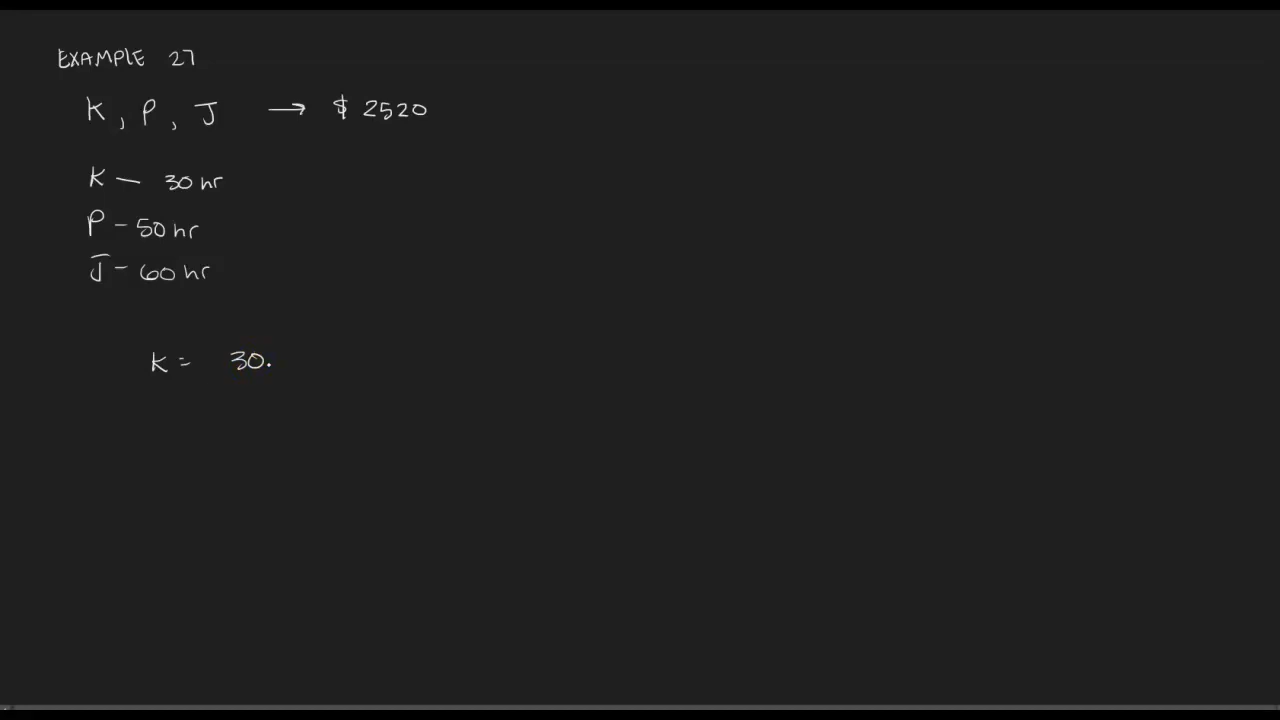 EXAMPLE 27
K, P, J → $ 2520
K — 30 hr
P - 50 hr
J - 60 hr
K = 30.